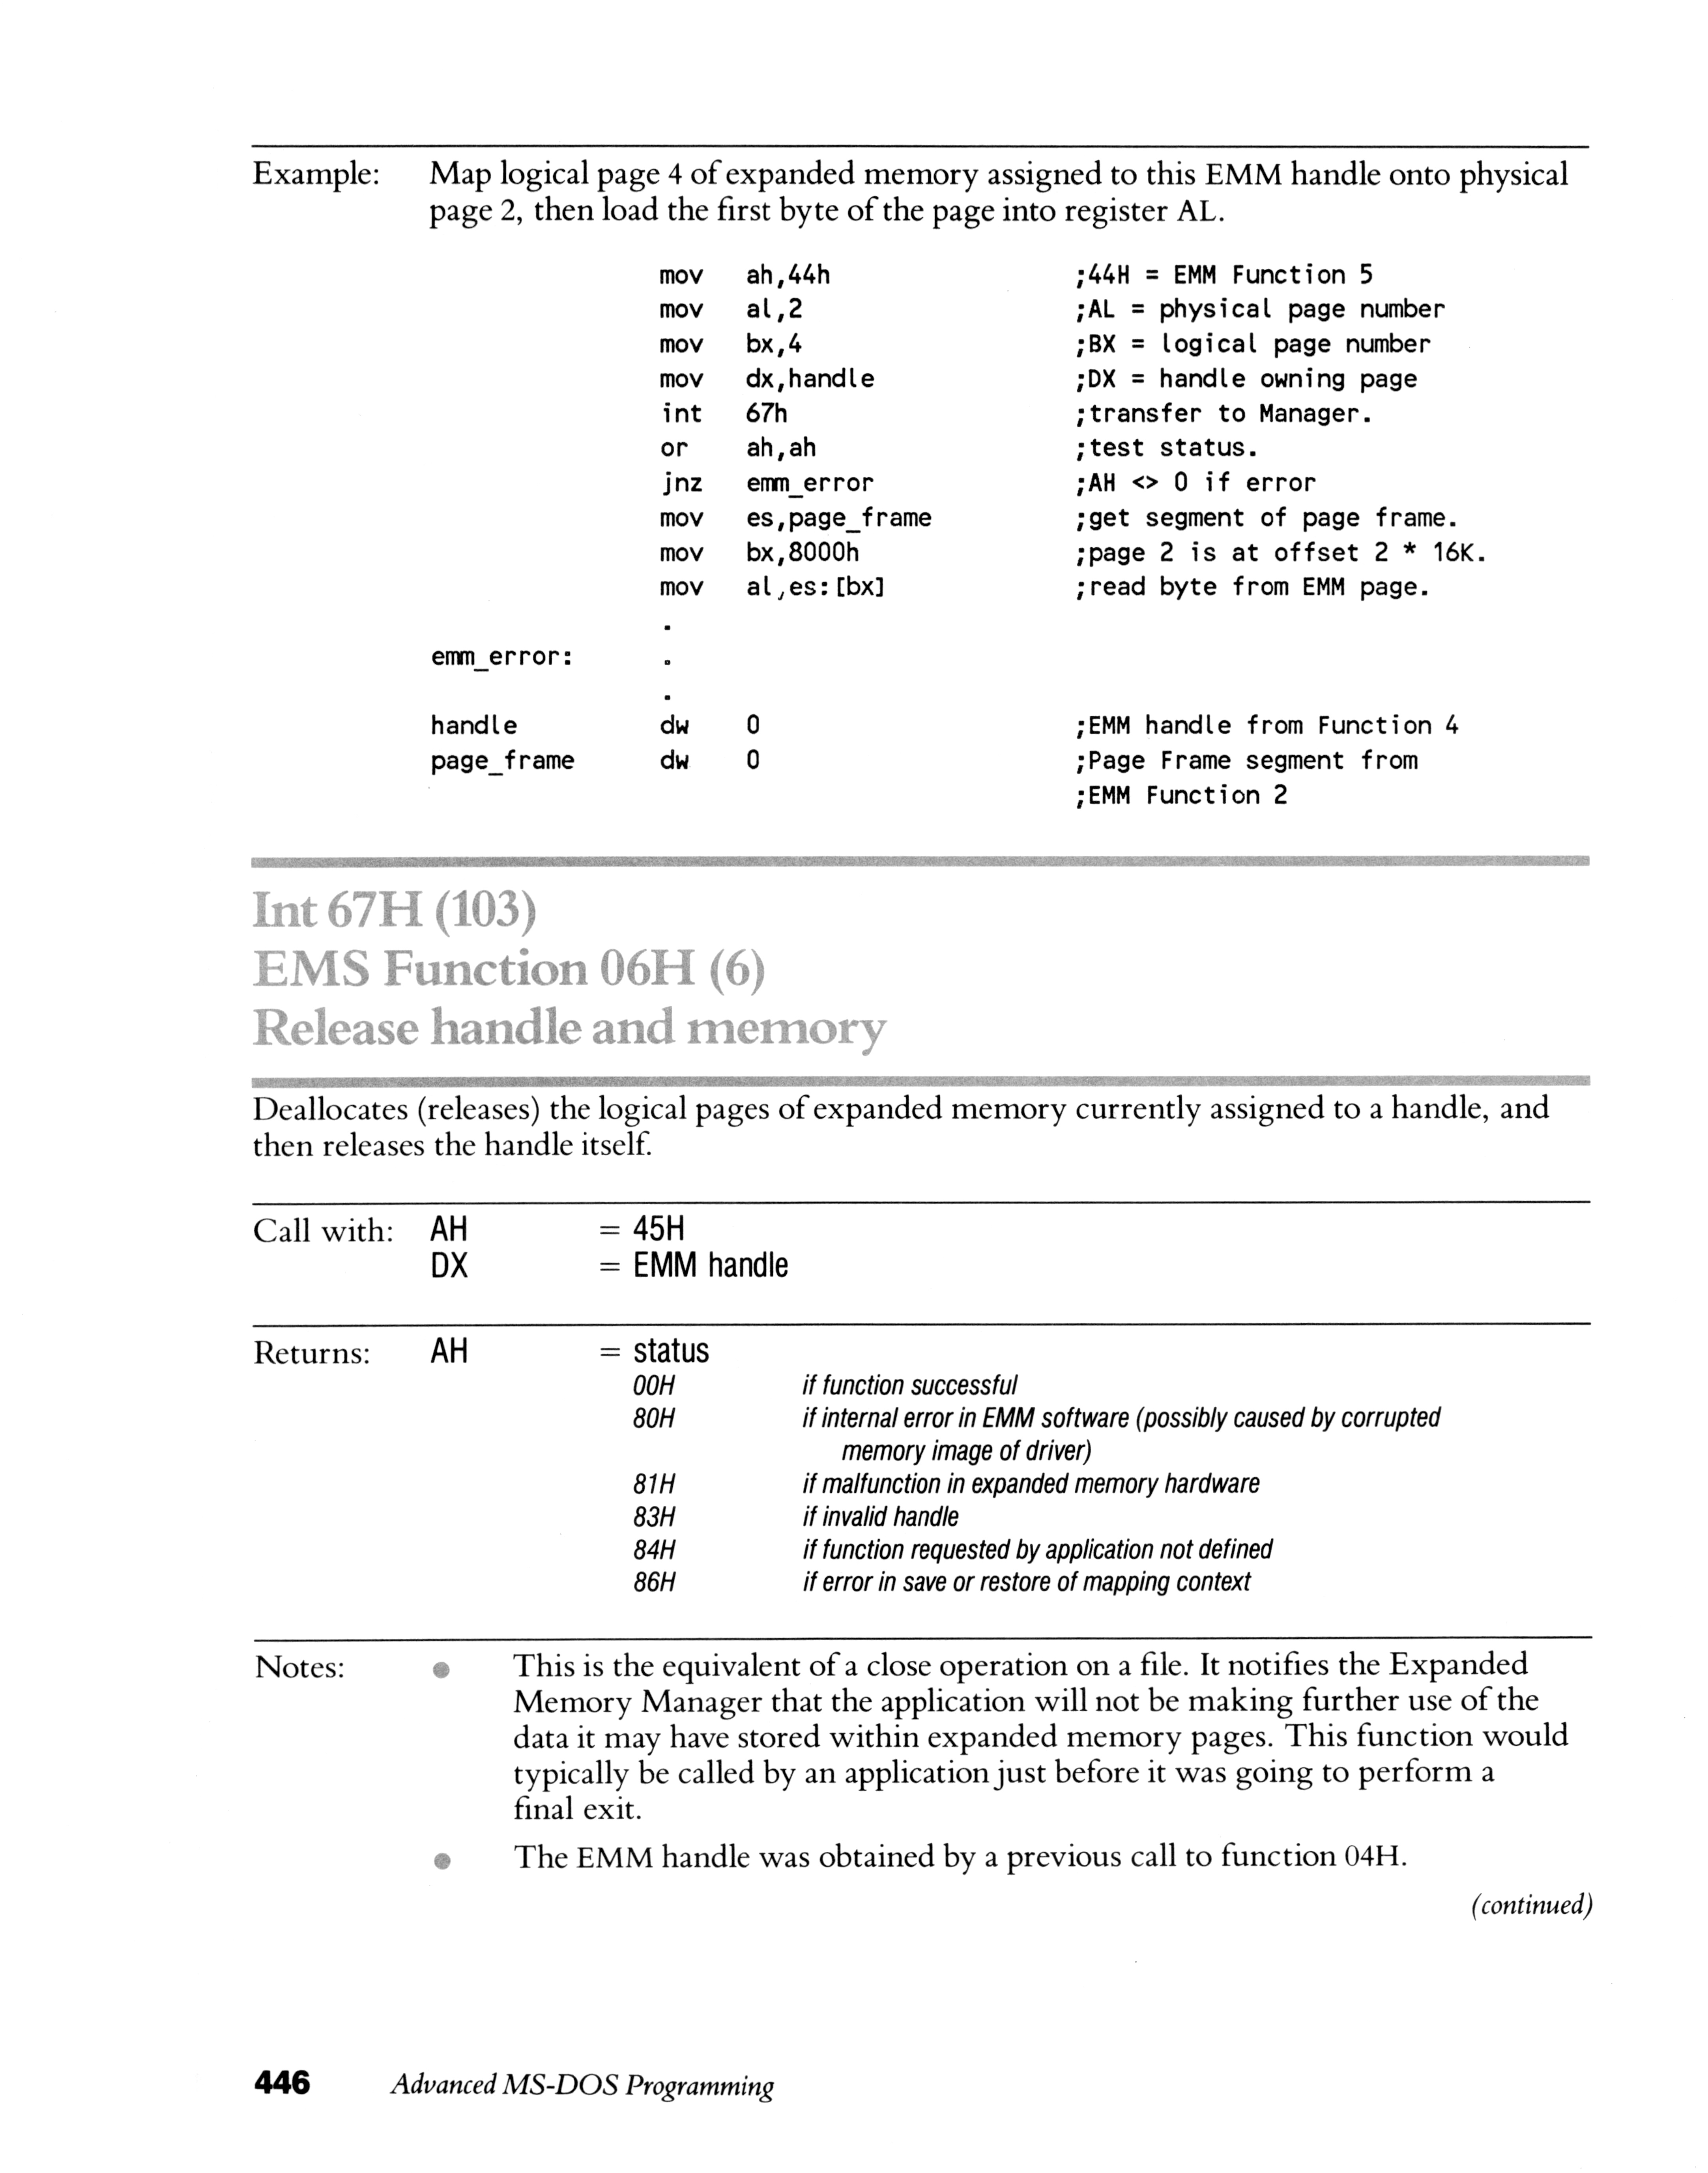 Example: Map logical page 4 of expanded memory assigned to this EMM handle onto physical
page 2, then load the first byte of the page into register AL.
mov ah,44h ;44H = EMM Function 5
mov al,2 ;AL = physical page number
mov bx,4 ;BX = logical page number
mov dx,handle ;DX = handle owning page
int 67h ;transfer to Manager.
or ah,ah ;test status.
jnz emm_error ;AH <> 0 if error
mov es,page_frame ;get segment of page frame.
mov bx,8000h ;page 2 is at offset 2 * 16K.
mov al,es:[bx] ;read byte from EMM page.
.
emm_error: .
.
handle dw 0 ;EMM handle from Function 4
page_frame dw 0 ;Page Frame segment from
;EMM Function 2
Int 67H (103)
EMS Function 06H (6)
Release handle and memory
Deallocates (releases) the logical pages of expanded memory currently assigned to a handle, and
then releases the handle itself.
Call with: AH = 45H
DX = EMM handle
Returns: AH = status
00H if function successful
80H if internal error in EMM software (possibly caused by corrupted
memory image of driver)
81H if malfunction in expanded memory hardware
83H if invalid handle
84H if function requested by application not defined
86H if error in save or restore of mapping context
Notes: ● This is the equivalent of a close operation on a file. It notifies the Expanded
Memory Manager that the application will not be making further use of the
data it may have stored within expanded memory pages. This function would
typically be called by an application just before it was going to perform a
final exit.
● The EMM handle was obtained by a previous call to function 04H.
(continued)
446 Advanced MS-DOS Programming